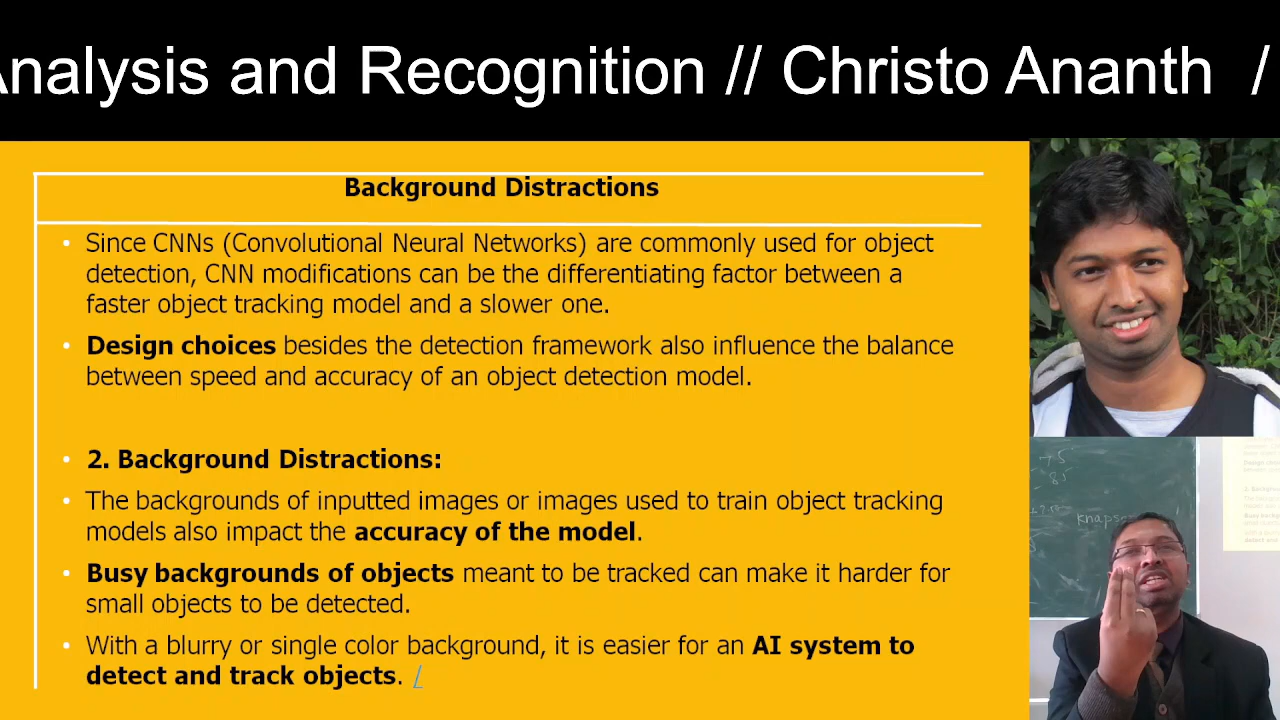 Analysis and Recognition // Christo Ananth /
Background Distractions
• Since CNNs (Convolutional Neural Networks) are commonly used for object
detection, CNN modifications can be the differentiating factor between a
faster object tracking model and a slower one.
• Design choices besides the detection framework also influence the balance
between speed and accuracy of an object detection model.
• 2. Background Distractions:
• The backgrounds of inputted images or images used to train object tracking
models also impact the accuracy of the model.
• Busy backgrounds of objects meant to be tracked can make it harder for
small objects to be detected.
• With a blurry or single color background, it is easier for an AI system to
detect and track objects. /